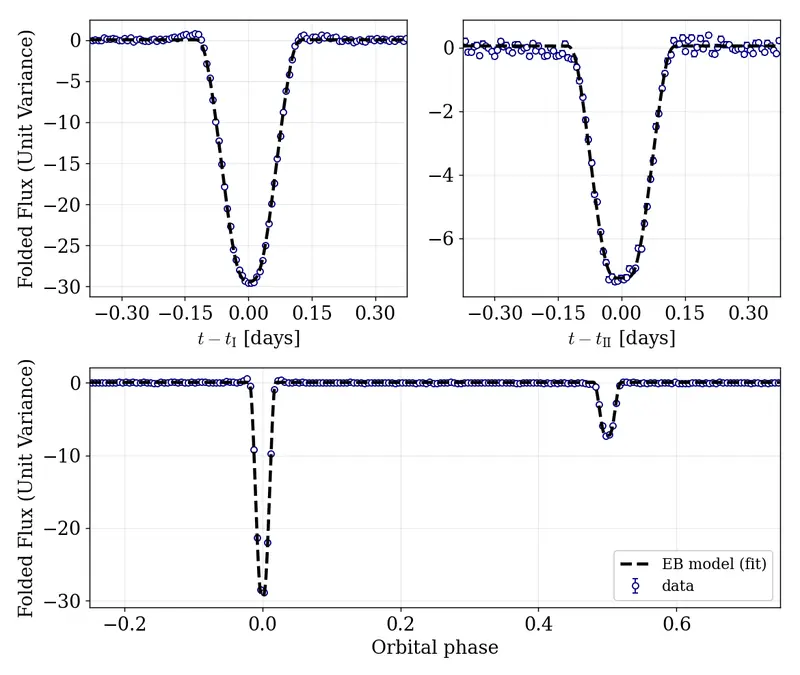 Folded Flux (Unit Variance)
0
−5
−10
−15
−20
−25
−30
−0.30 −0.15 0.00 0.15 0.30
t − tI [days]
0
−2
−4
−6
−0.30 −0.15 0.00 0.15 0.30
t − tII [days]
Folded Flux (Unit Variance)
0
−10
−20
−30
EB model (fit)
data
−0.2 0.0 0.2 0.4 0.6
Orbital phase